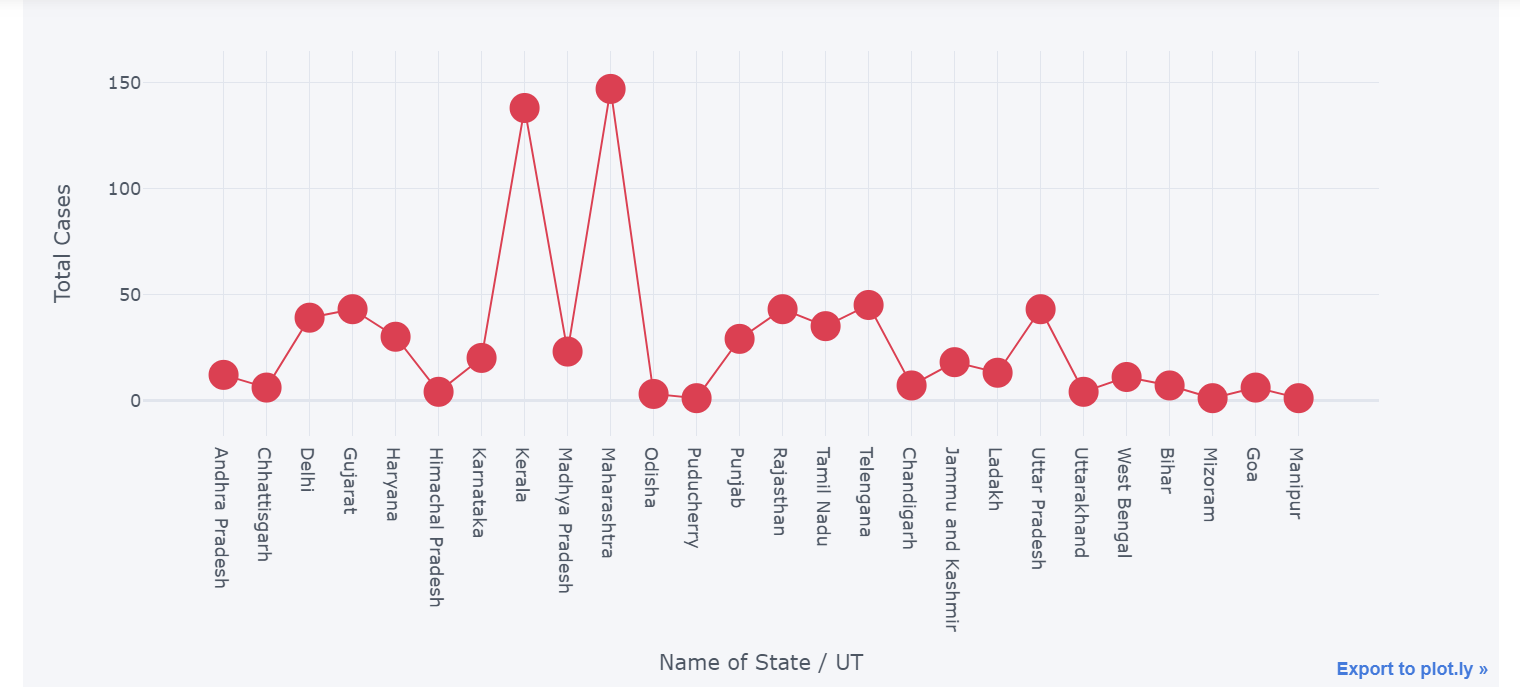 150
100
50
0
Total Cases
Andhra Pradesh
Chhattisgarh
Delhi
Gujarat
Haryana
Himachal Pradesh
Karnataka
Kerala
Madhya Pradesh
Maharashtra
Odisha
Puducherry
Punjab
Rajasthan
Tamil Nadu
Telengana
Chandigarh
Jammu and Kashmir
Ladakh
Uttar Pradesh
Uttarakhand
West Bengal
Bihar
Mizoram
Goa
Manipur
Name of State / UT
Export to plot.ly »